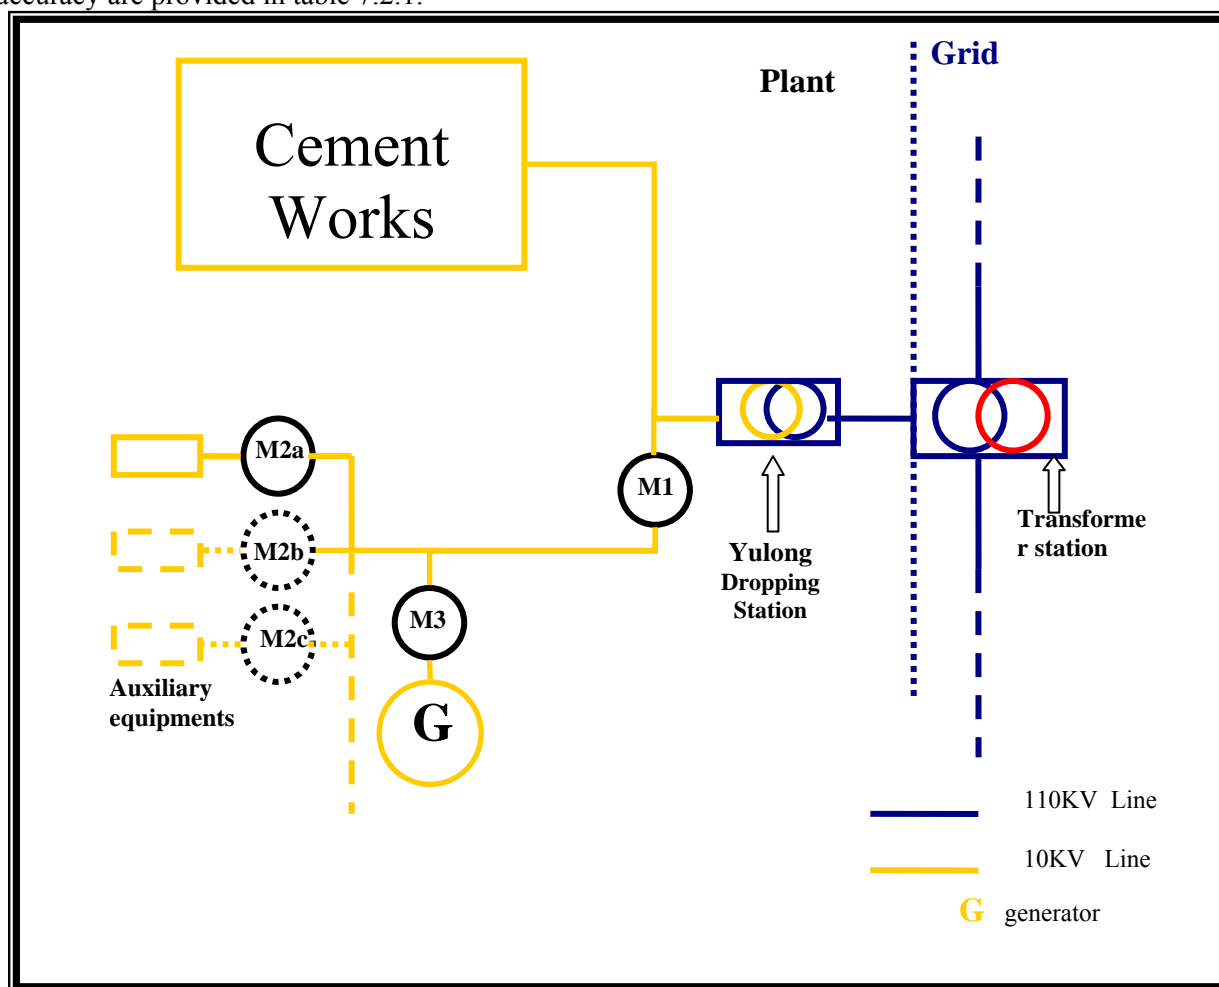 accuracy are provided in table 7.2.1.
Grid
Plant
Cement
Works
M2a
M1
M2b
Transforme
r station
Yulong
Dropping
Station
M3
M2c
Auxiliary
equipments
G
110KV Line
10KV Line
G generator